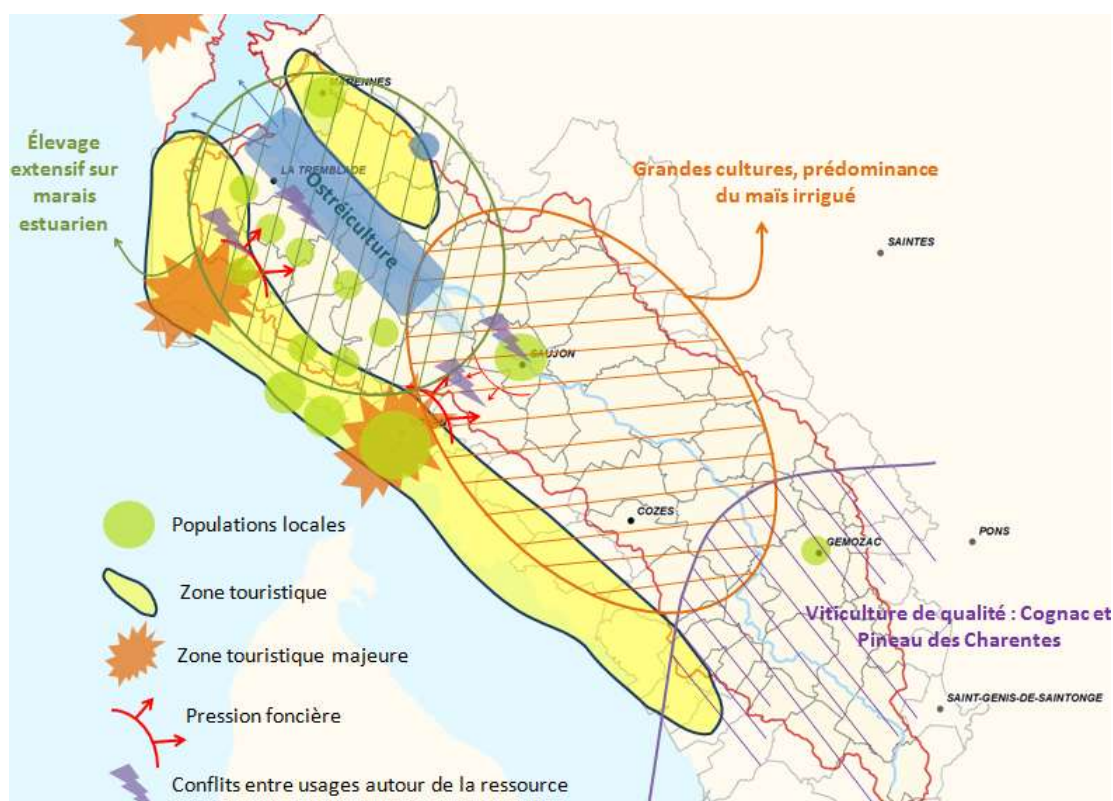 MARENNES
Élevage
extensif sur
marais
estuarien
LA TREMBLADE
Ostréiculture
Grandes cultures, prédominance
du maïs irrigué
SAINTES
SAUJON
COZES
GEMOZAC
PONS
Viticulture de qualité : Cognac et
Pineau des Charentes
SAINT-GENIS-DE-SAINTONGE
Populations locales
Zone touristique
Zone touristique majeure
Pression foncière
Conflits entre usages autour de la ressource